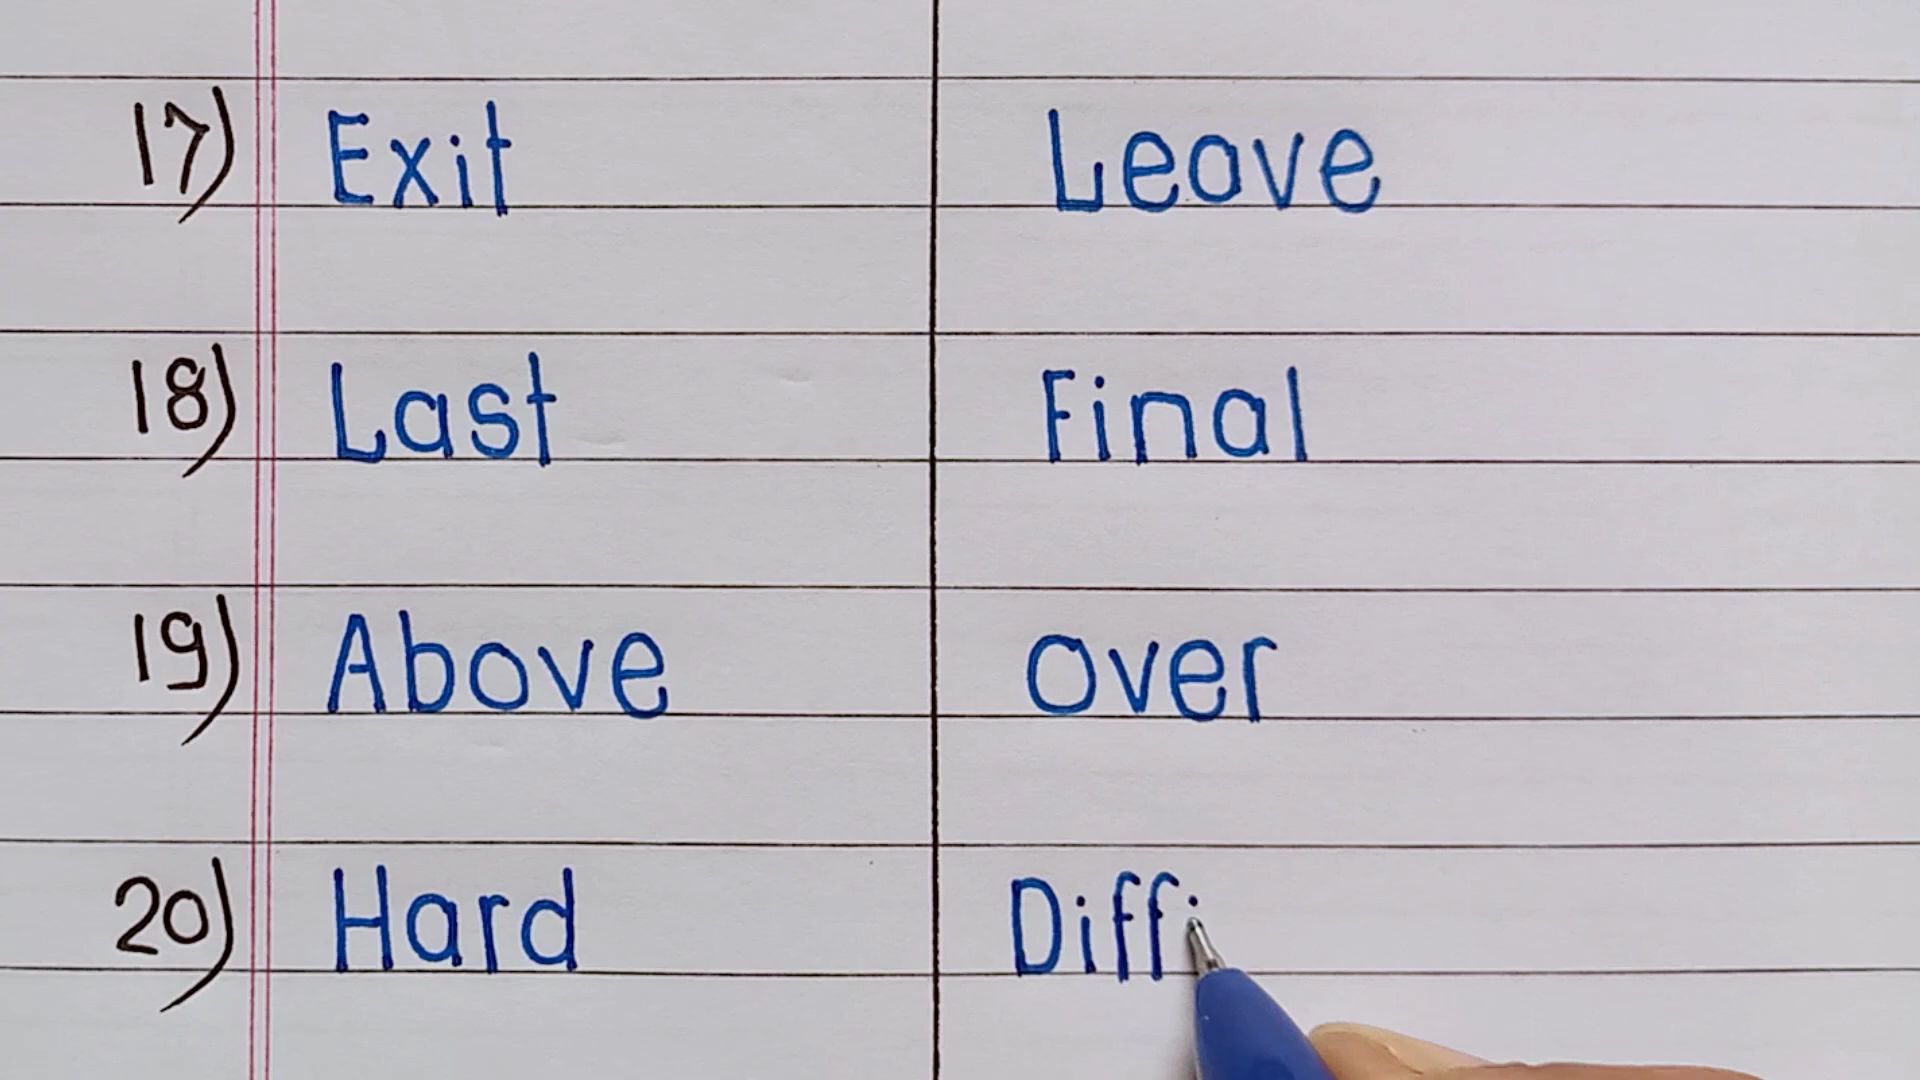 17) Exit Leave
18) Last Final
19) Above over
20) Hard Diffi